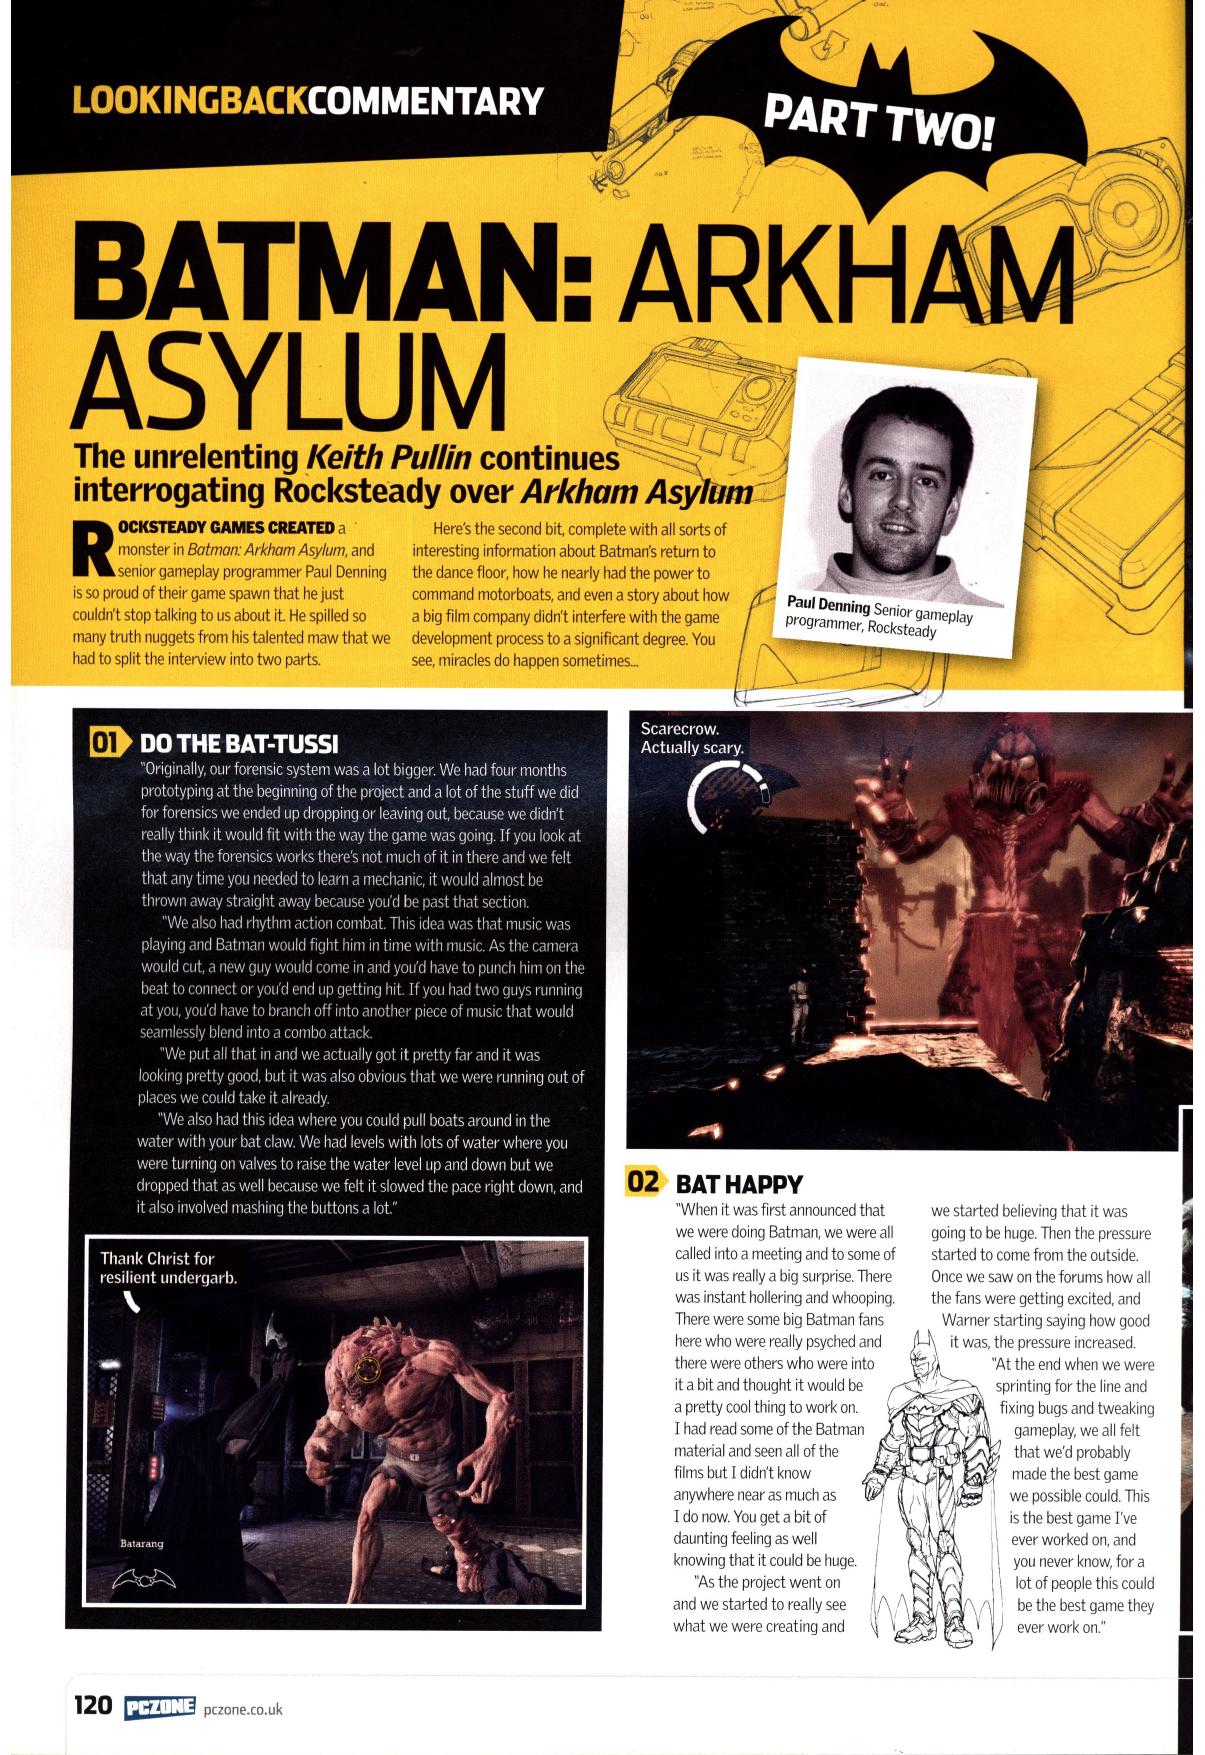 LOOKINGBACKCOMMENTARY
PART TWO!
BATMAN: ARKHAM
ASYLUM
The unrelenting Keith Pullin continues
interrogating Rocksteady over Arkham Asylum
ROCKSTEADY GAMES CREATED a
monster in Batman: Arkham Asylum, and
senior gameplay programmer Paul Denning
is so proud of their game spawn that he just
couldn't stop talking to us about it. He spilled so
many truth nuggets from his talented maw that we
had to split the interview into two parts.
Here's the second bit, complete with all sorts of
interesting information about Batman's return to
the dance floor, how he nearly had the power to
command motorboats, and even a story about how
a big film company didn't interfere with the game
development process to a significant degree. You
see, miracles do happen sometimes...
Paul Denning Senior gameplay
programmer, Rocksteady
01 DO THE BAT-TUSSI
"Originally, our forensic system was a lot bigger. We had four months
prototyping at the beginning of the project and a lot of the stuff we did
for forensics we ended up dropping or leaving out, because we didn't
really think it would fit with the way the game was going. If you look at
the way the forensics works there's not much of it in there and we felt
that any time you needed to learn a mechanic, it would almost be
thrown away straight away because you'd be past that section.
"We also had rhythm action combat. This idea was that music was
playing and Batman would fight him in time with music. As the camera
would cut, a new guy would come in and you'd have to punch him on the
beat to connect or you'd end up getting hit. If you had two guys running
at you, you'd have to branch off into another piece of music that would
seamlessly blend into a combo attack.
"We put all that in and we actually got it pretty far and it was
looking pretty good, but it was also obvious that we were running out of
places we could take it already.
"We also had this idea where you could pull boats around in the
water with your bat claw. We had levels with lots of water where you
were turning on valves to raise the water level up and down but we
dropped that as well because we felt it slowed the pace right down, and
it also involved mashing the buttons a lot."
Thank Christ for
resilient undergarb.
Batarang
Scarecrow.
Actually scary.
02 BAT HAPPY
"When it was first announced that
we were doing Batman, we were all
called into a meeting and to some of
us it was really a big surprise. There
was instant hollering and whooping.
There were some big Batman fans
here who were really psyched and
there were others who were into
it a bit and thought it would be
a pretty cool thing to work on.
I had read some of the Batman
material and seen all of the
films but I didn't know
anywhere near as much as
I do now. You get a bit of
daunting feeling as well
knowing that it could be huge.
"As the project went on
and we started to really see
what we were creating and
we started believing that it was
going to be huge. Then the pressure
started to come from the outside.
Once we saw on the forums how all
the fans were getting excited, and
Warner starting saying how good
it was, the pressure increased.
"At the end when we were
sprinting for the line and
fixing bugs and tweaking
gameplay, we all felt
that we'd probably
made the best game
we possible could. This
is the best game I've
ever worked on, and
you never know, for a
lot of people this could
be the best game they
ever work on."
120 PCZONE pczone.co.uk